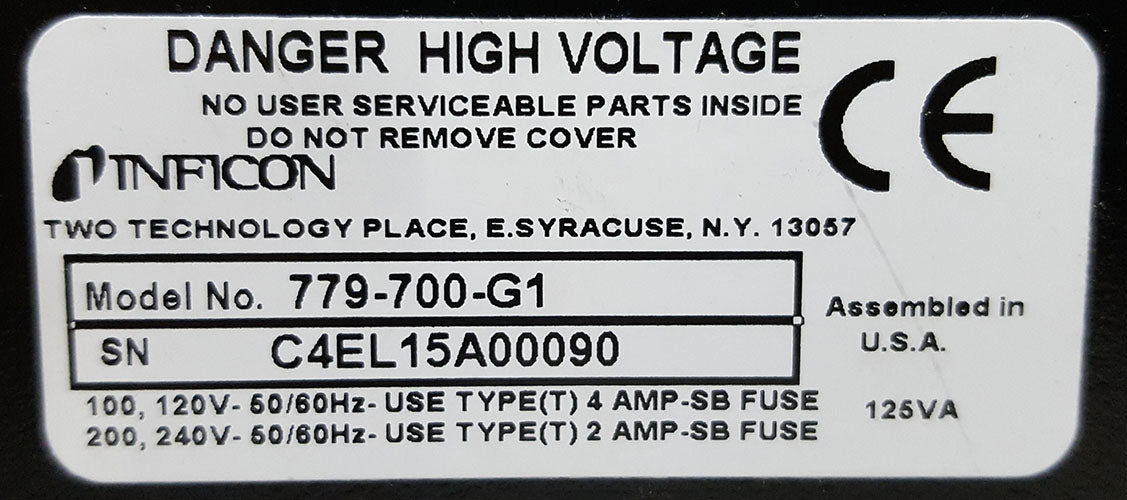 DANGER HIGH VOLTAGE
NO USER SERVICEABLE PARTS INSIDE
DO NOT REMOVE COVER
CE
INFICON
TWO TECHNOLOGY PLACE, E.SYRACUSE, N.Y. 13057
Model No. 779-700-G1
SN C4EL15A00090
Assembled in
U.S.A.
100, 120V- 50/60Hz- USE TYPE(T) 4 AMP-SB FUSE
200, 240V- 50/60Hz- USE TYPE(T) 2 AMP-SB FUSE
125VA